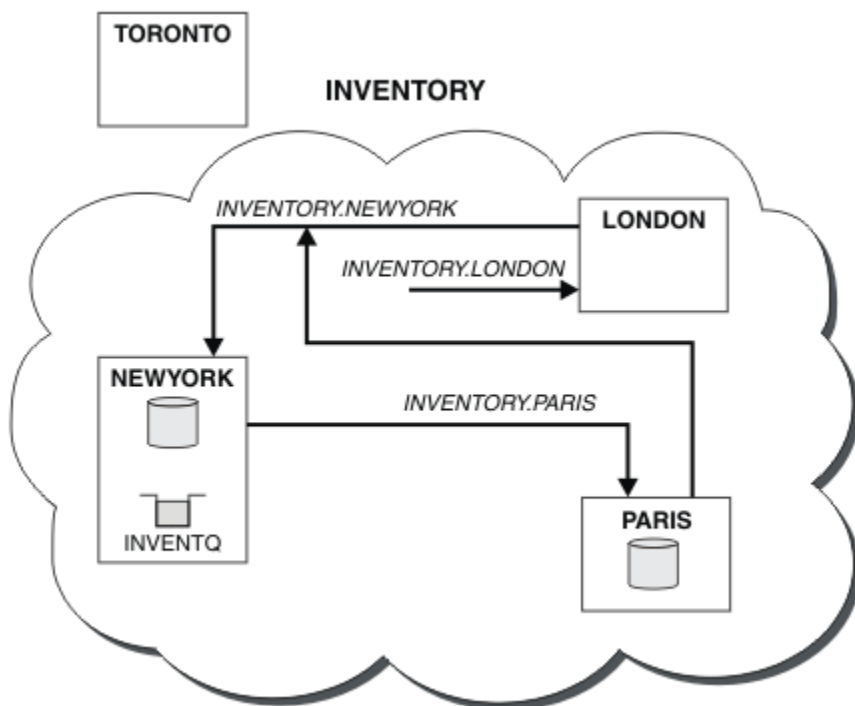 TORONTO
INVENTORY
INVENTORY.NEWYORK
LONDON
INVENTORY.LONDON
NEWYORK
INVENTORY.PARIS
INVENTQ
PARIS